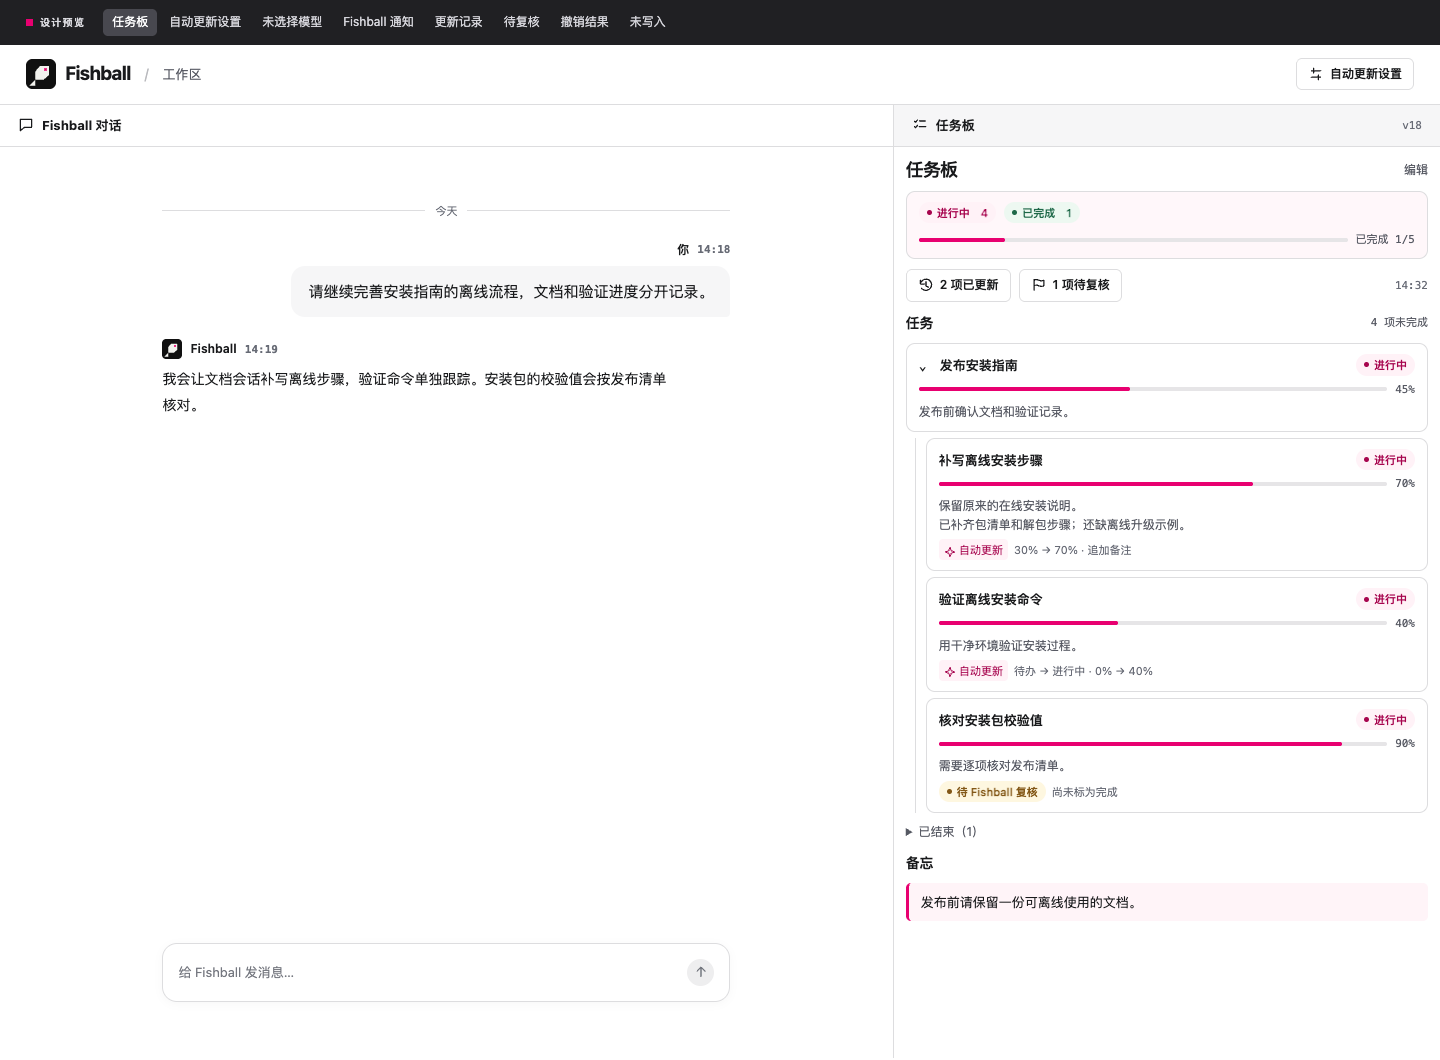 设计预览
任务板
自动更新设置
未选择模型
Fishball 通知
更新记录
待复核
撤销结果
未写入
Fishball / 工作区
自动更新设置
Fishball 对话
今天
你 14:18
请继续完善安装指南的离线流程，文档和验证进度分开记录。
Fishball 14:19
我会让文档会话补写离线步骤，验证命令单独跟踪。安装包的校验值会按发布清单
核对。
给 Fishball 发消息...
任务板 v18
任务板 编辑
进行中 4 已完成 1
已完成 1/5
2 项已更新 1 项待复核 14:32
任务 4 项未完成
发布安装指南 进行中
45%
发布前确认文档和验证记录。
补写离线安装步骤 进行中
70%
保留原来的在线安装说明。
已补齐包清单和解包步骤；还缺离线升级示例。
自动更新 30% → 70% · 追加备注
验证离线安装命令 进行中
40%
用干净环境验证安装过程。
自动更新 待办 → 进行中 · 0% → 40%
核对安装包校验值 进行中
90%
需要逐项核对发布清单。
待 Fishball 复核 尚未标为完成
已结束 (1)
备忘
发布前请保留一份可离线使用的文档。